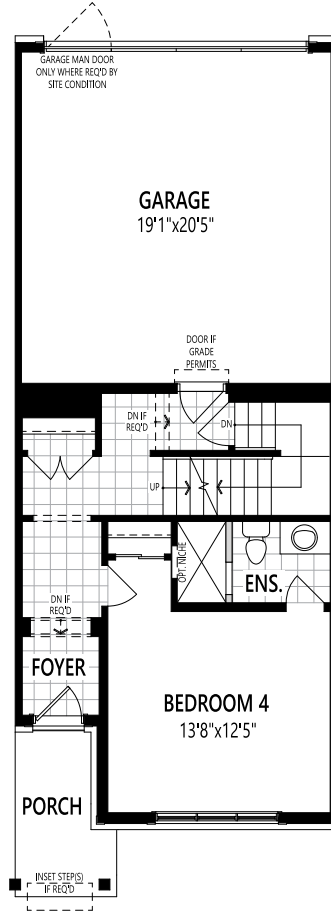 GARAGE MAN DOOR
ONLY WHERE REQ'D BY
SITE CONDITION
GARAGE
19'1"x20'5"
DOOR IF
GRADE
PERMITS
DN IF
REQ'D
DN
UP
OPT. NICHE
ENS.
DN IF
REQ'D
FOYER
BEDROOM 4
13'8"x12'5"
PORCH
INSET STEP(S)
IF REQ'D